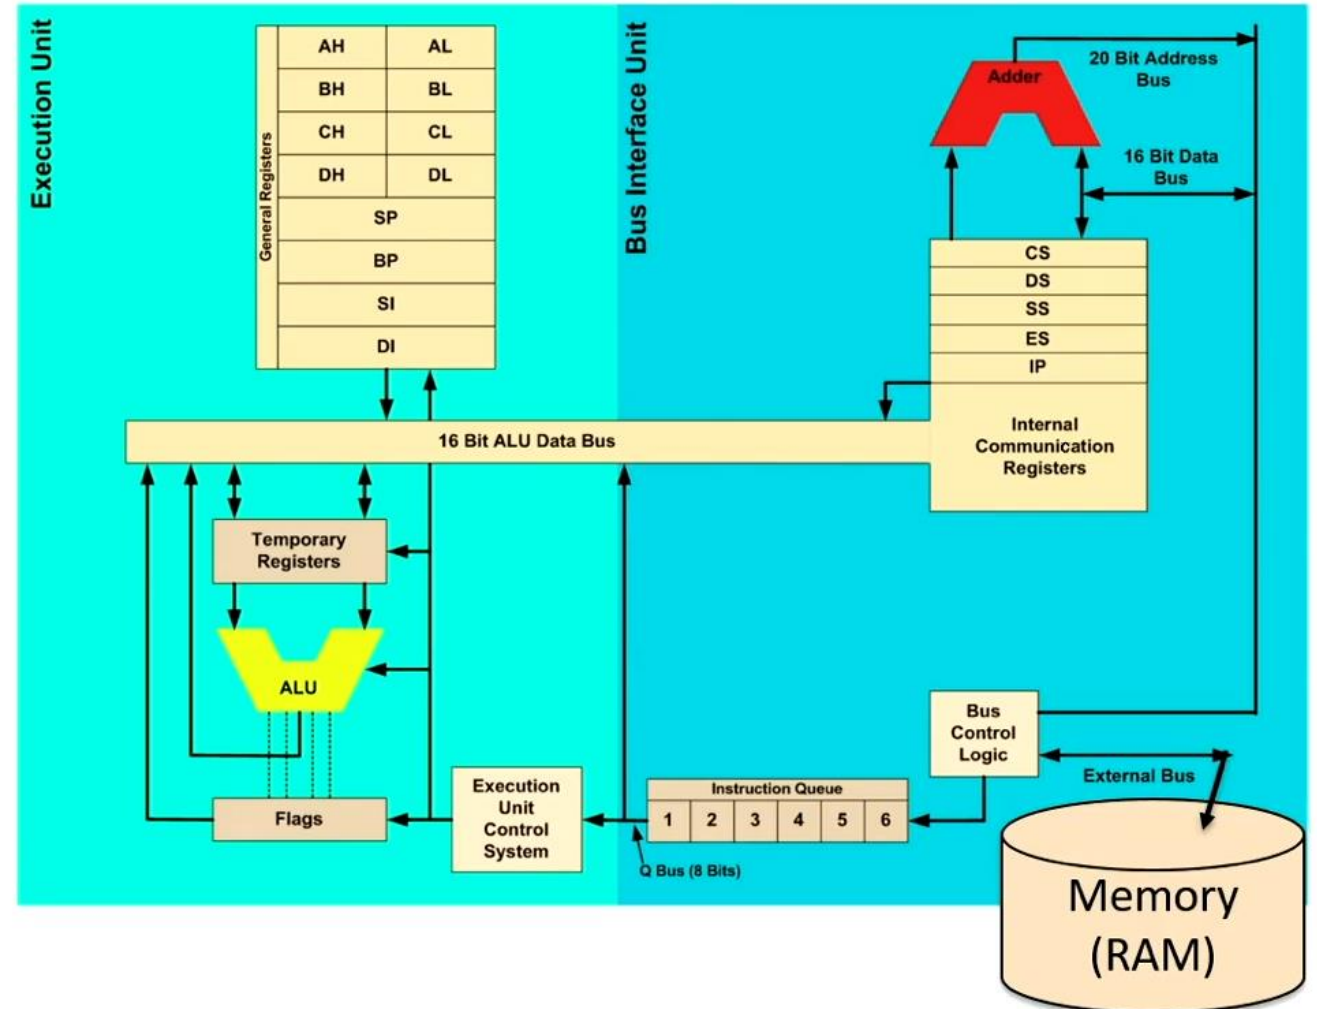 Execution Unit
General Registers
AH
AL
BH
BL
CH
CL
DH
DL
SP
BP
SI
DI
Bus Interface Unit
Adder
20 Bit Address
Bus
16 Bit Data
Bus
CS
DS
SS
ES
IP
Internal
Communication
Registers
16 Bit ALU Data Bus
Temporary
Registers
ALU
Flags
Execution
Unit
Control
System
Instruction Queue
1 2 3 4 5 6
Q Bus (8 Bits)
Bus
Control
Logic
External Bus
Memory
(RAM)